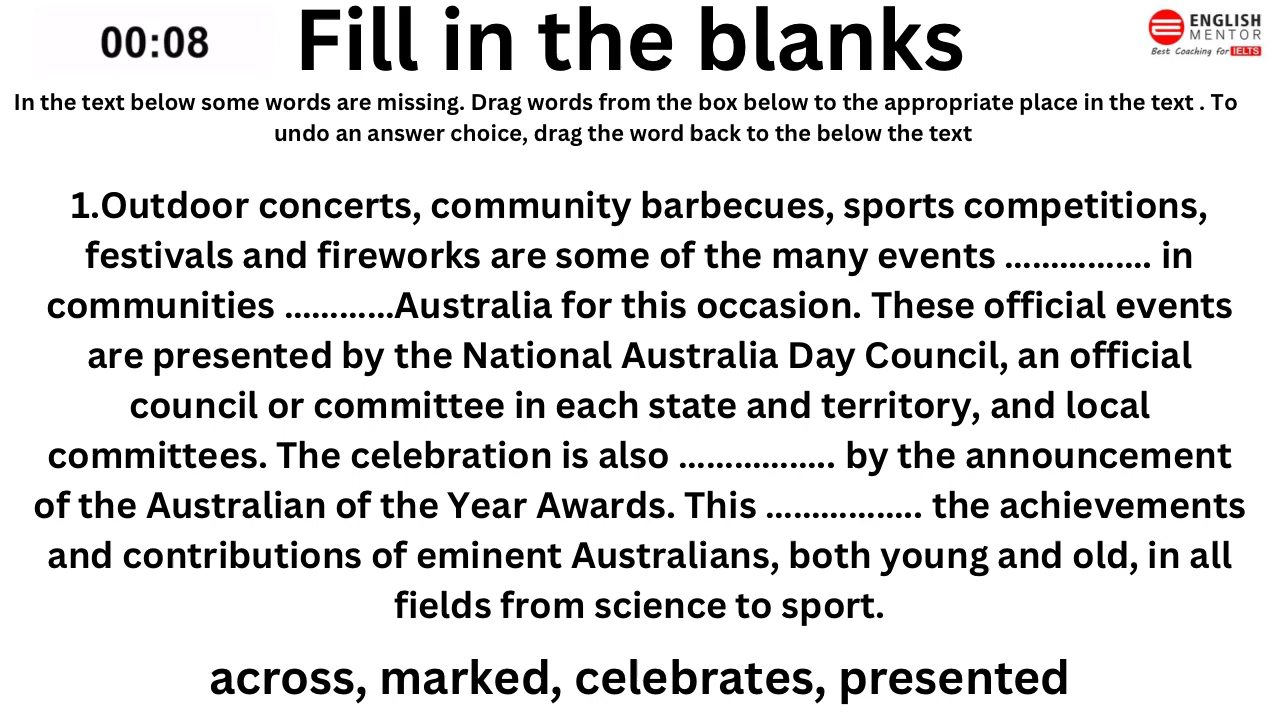 00:08
Fill in the blanks
ENGLISH
MENTOR
Best Coaching for IELTS
In the text below some words are missing. Drag words from the box below to the appropriate place in the text . To
undo an answer choice, drag the word back to the below the text
1.Outdoor concerts, community barbecues, sports competitions,
festivals and fireworks are some of the many events ................ in
communities ............Australia for this occasion. These official events
are presented by the National Australia Day Council, an official
council or committee in each state and territory, and local
committees. The celebration is also ................. by the announcement
of the Australian of the Year Awards. This ................. the achievements
and contributions of eminent Australians, both young and old, in all
fields from science to sport.
across, marked, celebrates, presented